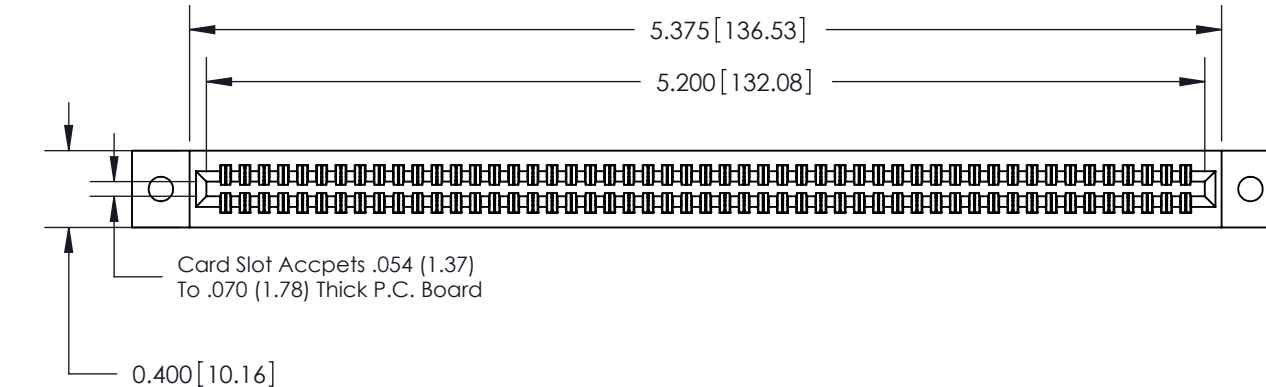 5.375 [136.53]
5.200 [132.08]
Card Slot Accpets .054 (1.37)
To .070 (1.78) Thick P.C. Board
0.400 [10.16]